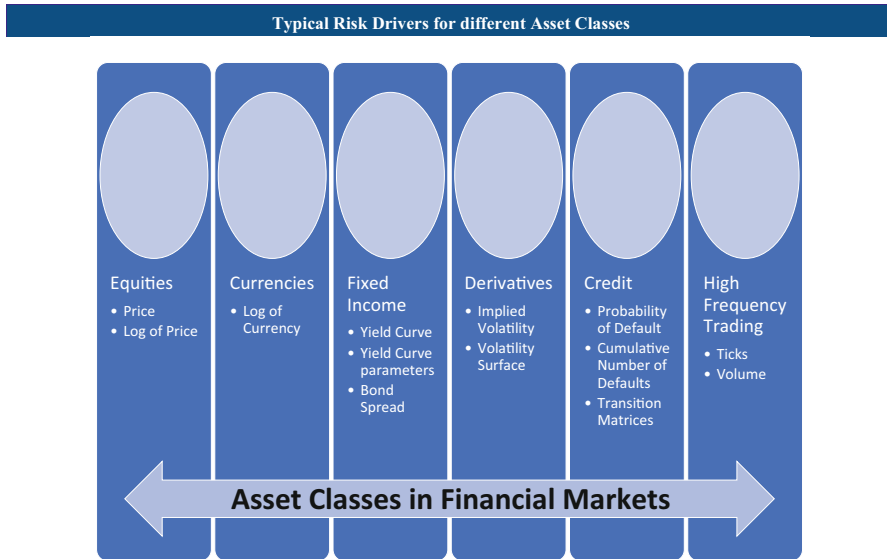 Typical Risk Drivers for different Asset Classes
Equities
• Price
• Log of Price
Currencies
• Log of
Currency
Fixed
Income
• Yield Curve
• Yield Curve
parameters
• Bond
Spread
Derivatives
• Implied
Volatility
• Volatility
Surface
Credit
• Probability
of Default
• Cumulative
Number of
Defaults
• Transition
Matrices
High
Frequency
Trading
• Ticks
• Volume
Asset Classes in Financial Markets